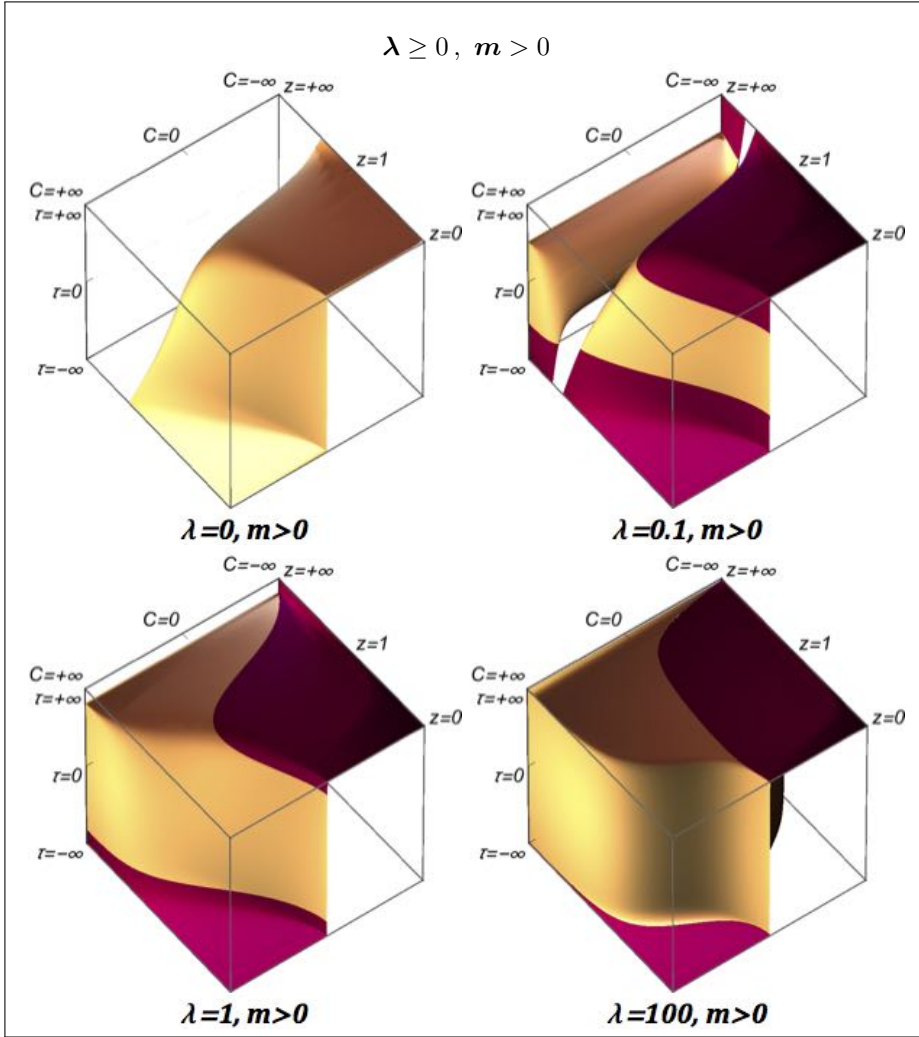 λ ≥ 0 , m > 0
C=−∞ z=+∞
C=0
z=1
C=+∞
τ=+∞
z=0
τ=0
τ=−∞
λ=0, m>0
C=−∞ z=+∞
C=0
z=1
C=+∞
τ=+∞
z=0
τ=0
τ=−∞
λ=0.1, m>0
C=−∞ z=+∞
C=0
z=1
C=+∞
τ=+∞
z=0
τ=0
τ=−∞
λ=1, m>0
C=−∞ z=+∞
C=0
z=1
C=+∞
τ=+∞
z=0
τ=0
τ=−∞
λ=100, m>0